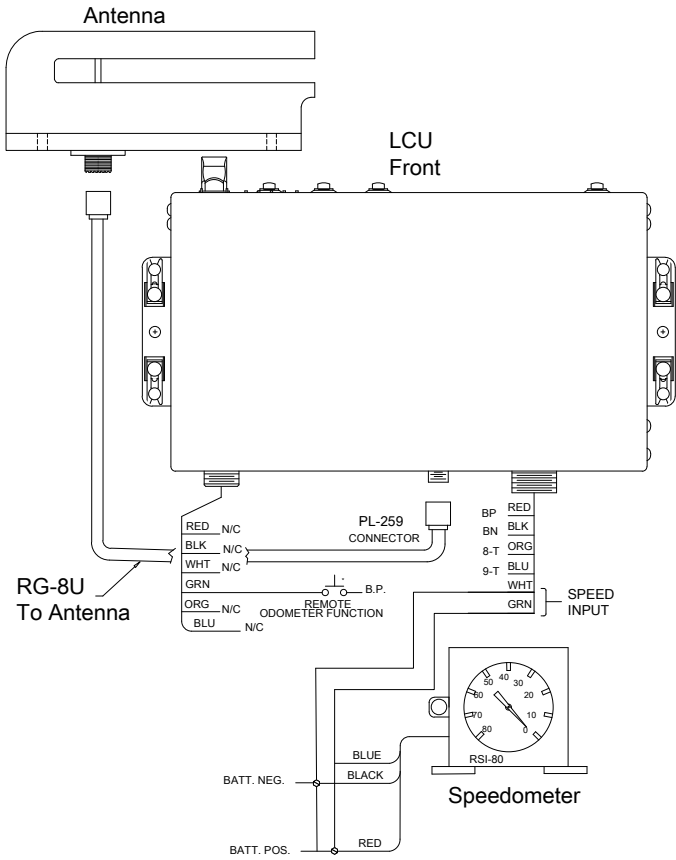 Antenna
LCU
Front
RED N/C
BLK N/C
WHT N/C
GRN
ORG N/C
BLU N/C
B.P.
REMOTE
ODOMETER FUNCTION
PL-259
CONNECTOR
RG-8U
To Antenna
BP RED
BN BLK
8-T ORG
9-T BLU
WHT
GRN
SPEED
INPUT
80 70 60 50 40 30 20 10 0
RSI-80
Speedometer
BLUE
BATT. NEG. BLACK
BATT. POS. RED